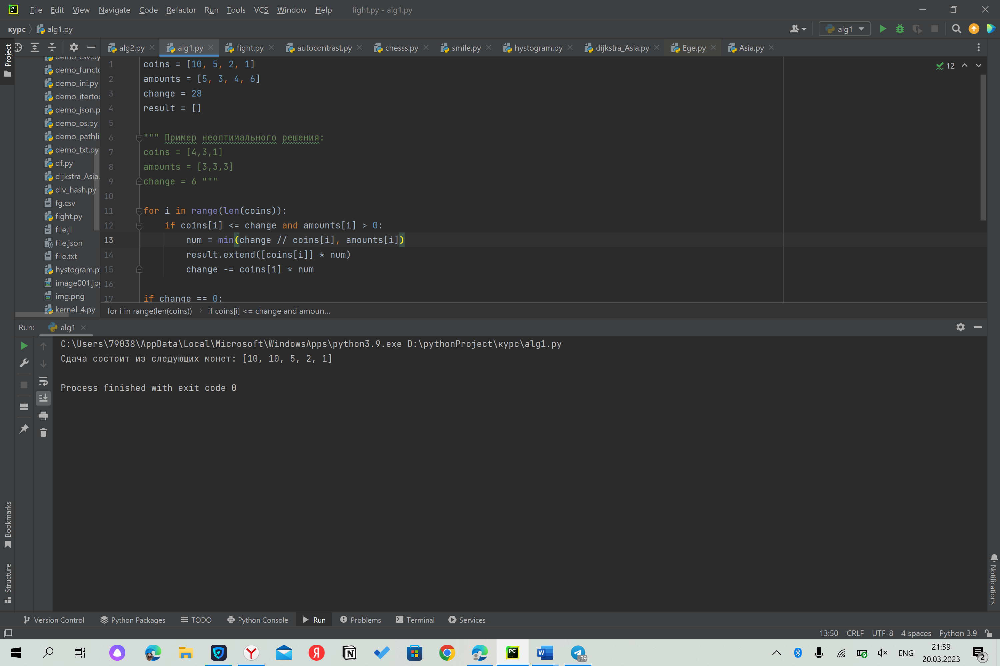 PC File Edit View Navigate Code Refactor Run Tools VCS Window Help fight.py - alg1.py
курс alg1.py alg1
alg2.py alg1.py fight.py autocontrast.py chesss.py smile.py hystogram.py dijkstra_Asia.py Ege.py Asia.py
Project
demo_csv.py
demo_functo
demo_ini.py
demo_itertoo
demo_json.p
demo_os.py
demo_pathli
demo_txt.py
df.py
dijkstra_Asia.
div_hash.py
fg.csv
fight.py
file.jl
file.json
file.txt
hystogram.py
image001.jpg
img.png
kernel_4.py
12
1 coins = [10, 5, 2, 1]
2 amounts = [5, 3, 4, 6]
3 change = 28
4 result = []
5
6 """ Пример неоптимального решения:
7 coins = [4,3,1]
8 amounts = [3,3,3]
9 change = 6 """
10
11 for i in range(len(coins)):
12 if coins[i] <= change and amounts[i] > 0:
13 num = min(change // coins[i], amounts[i])
14 result.extend([coins[i]] * num)
15 change -= coins[i] * num
16
17 if change == 0:
for i in range(len(coins)) › if coins[i] <= change and amoun...
Run: alg1
C:\Users\79038\AppData\Local\Microsoft\WindowsApps\python3.9.exe D:\pythonProject\курс\alg1.py
Сдача состоит из следующих монет: [10, 10, 5, 2, 1]
Process finished with exit code 0
Bookmarks
Structure
Notifications
Version Control Python Packages TODO Python Console Run Problems Terminal Services
13:50 CRLF UTF-8 4 spaces Python 3.9
Y Я N PC W ..39 ENG 21:39
20.03.2023 2